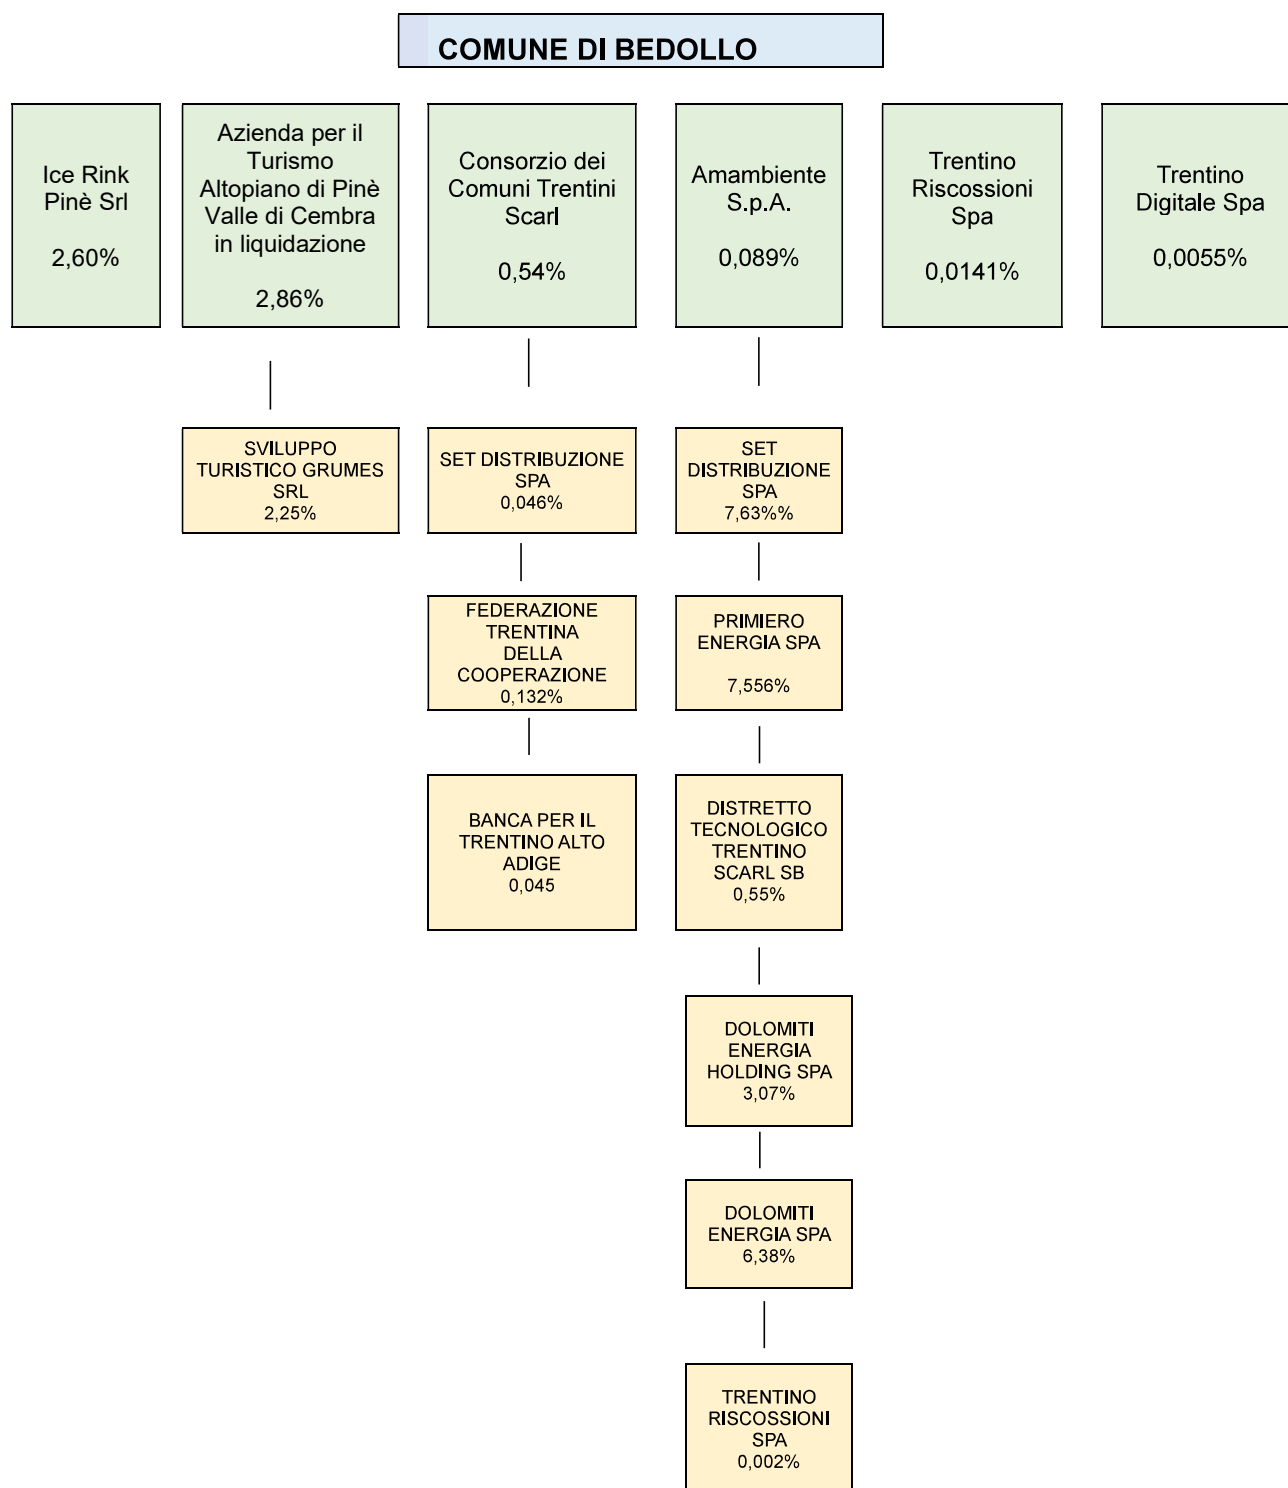 COMUNE DI BEDOLLO
Ice Rink
Pinè Srl
2,60%
Azienda per il
Turismo
Altopiano di Pinè
Valle di Cembra
in liquidazione
2,86%
Consorzio dei
Comuni Trentini
Scarl
0,54%
Amambiente
S.p.A.
0,089%
Trentino
Riscossioni
Spa
0,0141%
Trentino
Digitale Spa
0,0055%
SVILUPPO
TURISTICO GRUMES
SRL
2,25%
SET DISTRIBUZIONE
SPA
0,046%
FEDERAZIONE
TRENTINA
DELLA
COOPERAZIONE
0,132%
BANCA PER IL
TRENTINO ALTO
ADIGE
0,045
SET
DISTRIBUZIONE
SPA
7,63%%
PRIMIERO
ENERGIA SPA
7,556%
DISTRETTO
TECNOLOGICO
TRENTINO
SCARL SB
0,55%
DOLOMITI
ENERGIA
HOLDING SPA
3,07%
DOLOMITI
ENERGIA SPA
6,38%
TRENTINO
RISCOSSIONI
SPA
0,002%